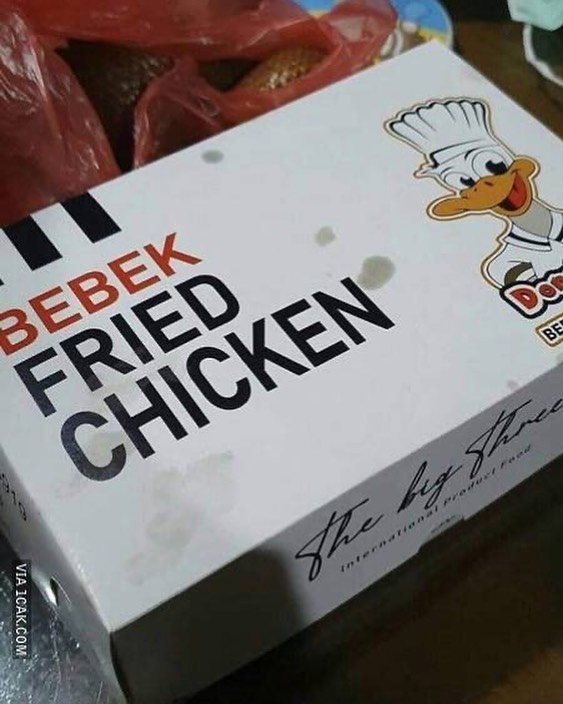 BEBEK
FRIED
CHICKEN
The big Three
International Product Food
VIA 1CAK.COM